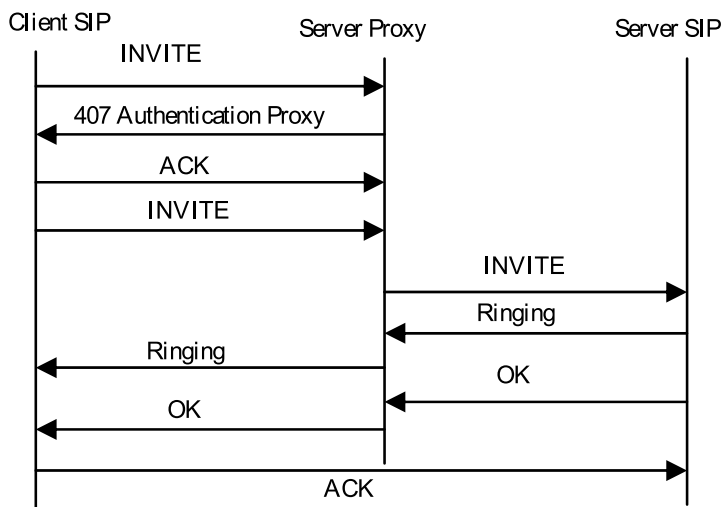 Client SIP
Server Proxy
Server SIP
INVITE
407 Authentication Proxy
ACK
INVITE
INVITE
Ringing
Ringing
OK
OK
ACK